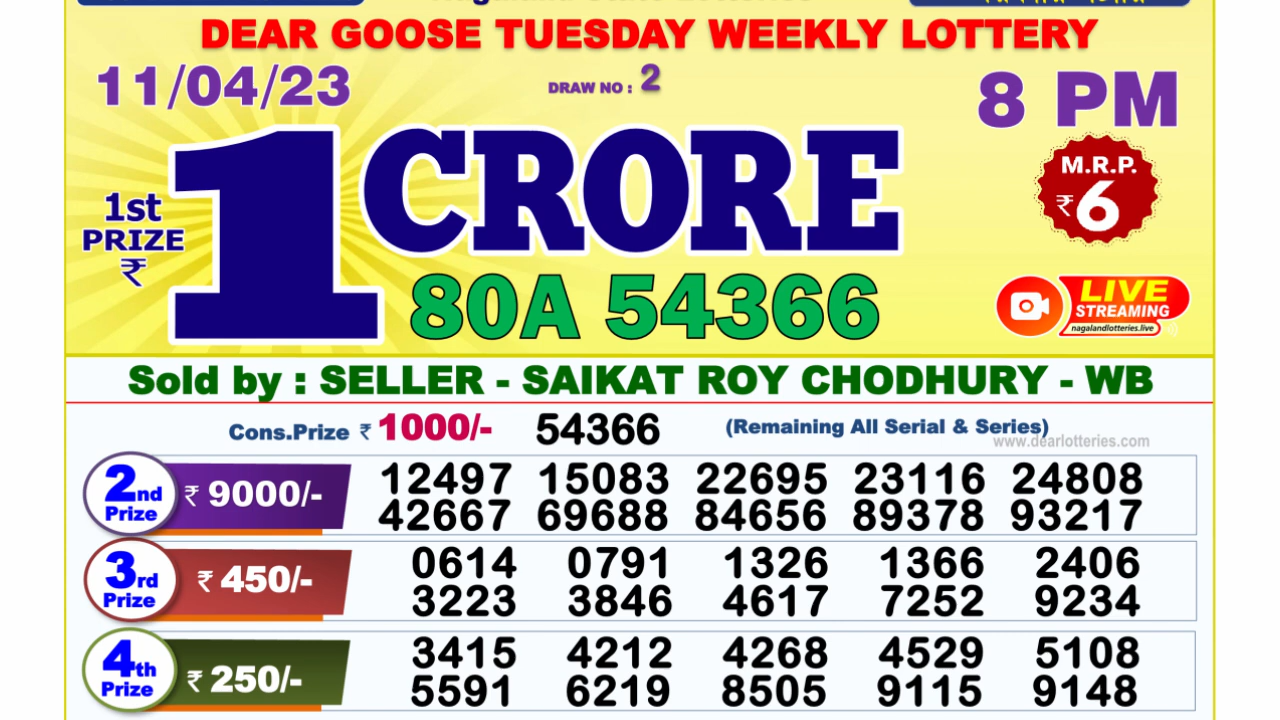 DEAR GOOSE TUESDAY WEEKLY LOTTERY
11/04/23
DRAW NO : 2
8 PM
1st PRIZE ₹ 1 CRORE
M.R.P. ₹ 6
80A 54366
LIVE STREAMING
nagalandlotteries.live
Sold by : SELLER - SAIKAT ROY CHODHURY - WB
Cons.Prize ₹ 1000/- 54366 (Remaining All Serial & Series)
www.dearlotteries.com
2nd Prize ₹ 9000/-
12497 15083 22695 23116 24808
42667 69688 84656 89378 93217
3rd Prize ₹ 450/-
0614 0791 1326 1366 2406
3223 3846 4617 7252 9234
4th Prize ₹ 250/-
3415 4212 4268 4529 5108
5591 6219 8505 9115 9148